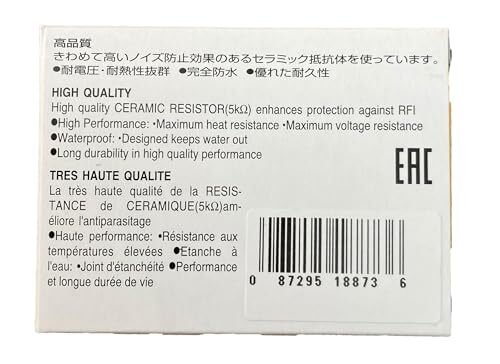 高品質
きわめて高いノイズ防止効果のあるセラミック抵抗体を使っています。
●耐電圧・耐熱性抜群 ●完全防水 ●優れた耐久性
HIGH QUALITY
High quality CERAMIC RESISTOR(5kΩ) enhances protection against RFI
●High Performance: •Maximum heat resistance •Maximum voltage resistance
●Waterproof: •Designed keeps water out
●Long durability in high quality performance
EAC
TRES HAUTE QUALITE
La très haute qualité de la RESIS-
TANCE de CERAMIQUE(5kΩ)am-
éliore l'antiparasitage
●Haute performance: •Résistance aux
températures élevées ●Etanche à
l'eau: •Joint d'étanchéité ●Performance
et longue durée de vie
0 87295 18873 6